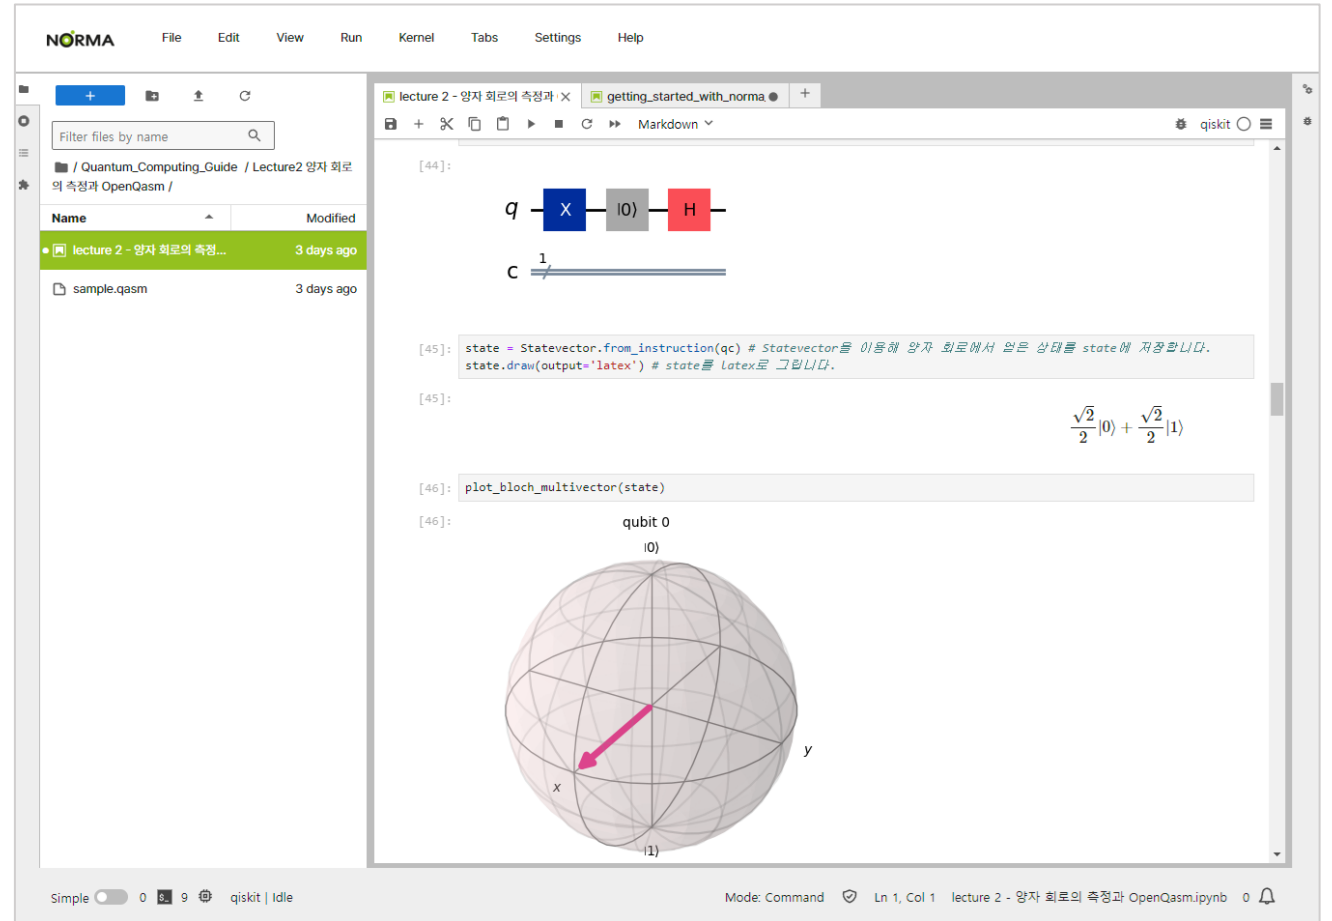 NORMA File Edit View Run Kernel Tabs Settings Help
+
Filter files by name
/ Quantum_Computing_Guide / Lecture2 양자 회로
의 측정과 OpenQasm /
Name Modified
lecture 2 - 양자 회로의 측정... 3 days ago
sample.qasm 3 days ago
lecture 2 - 양자 회로의 측정과 getting_started_with_norma +
Markdown qiskit
[44]:
q X |0⟩ H
1
c
[45]: state = Statevector.from_instruction(qc) # Statevector을 이용해 양자 회로에서 얻은 상태를 state에 저장합니다.
state.draw(output='latex') # state를 latex로 그립니다.
[45]:
√2/2|0⟩ + √2/2|1⟩
[46]: plot_bloch_multivector(state)
[46]:
qubit 0
|0⟩
y
x
|1⟩
Simple 0 $_ 9 qiskit | Idle Mode: Command Ln 1, Col 1 lecture 2 - 양자 회로의 측정과 OpenQasm.ipynb 0